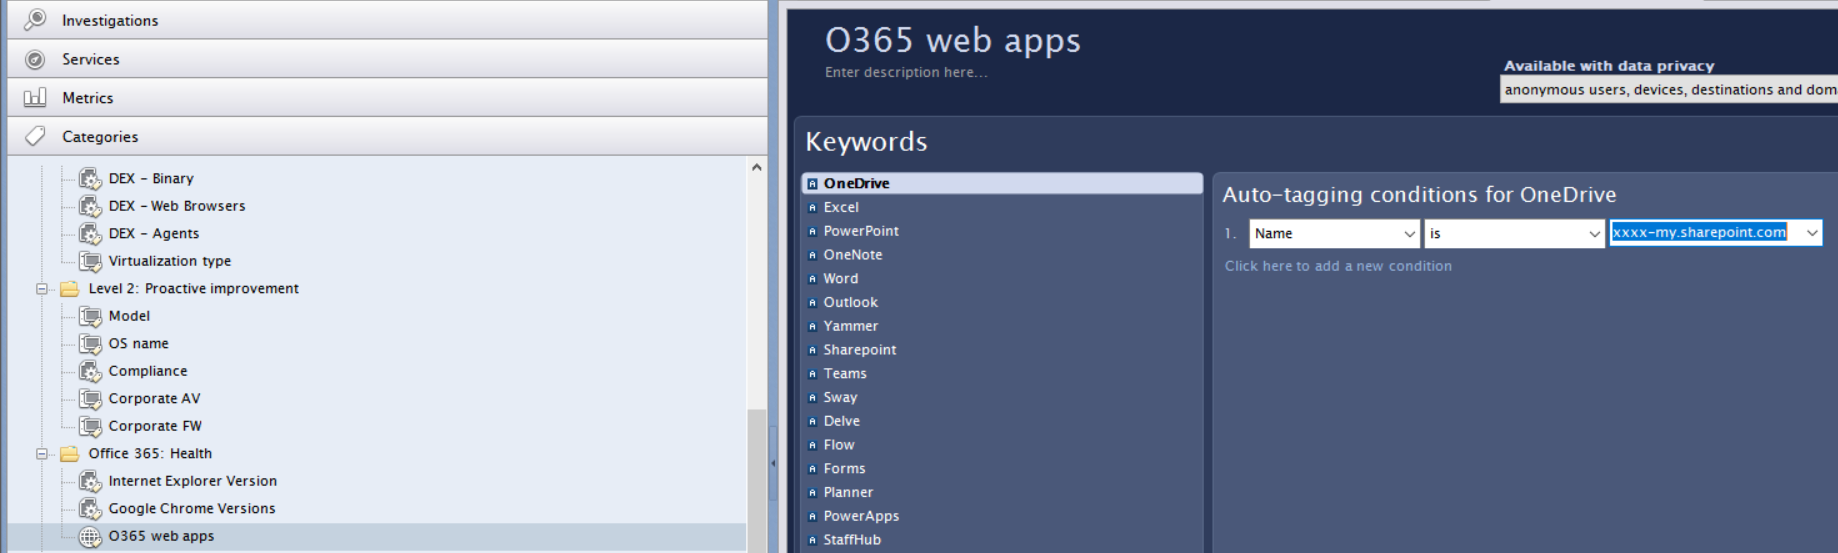 Investigations
Services
Metrics
Categories
DEX - Binary
DEX - Web Browsers
DEX - Agents
Virtualization type
Level 2: Proactive improvement
Model
OS name
Compliance
Corporate AV
Corporate FW
Office 365: Health
Internet Explorer Version
Google Chrome Versions
O365 web apps
O365 web apps
Enter description here...
Available with data privacy
anonymous users, devices, destinations and dom
Keywords
OneDrive
Excel
PowerPoint
OneNote
Word
Outlook
Yammer
Sharepoint
Teams
Sway
Delve
Flow
Forms
Planner
PowerApps
StaffHub
Auto-tagging conditions for OneDrive
1. Name is xxxx-my.sharepoint.com
Click here to add a new condition